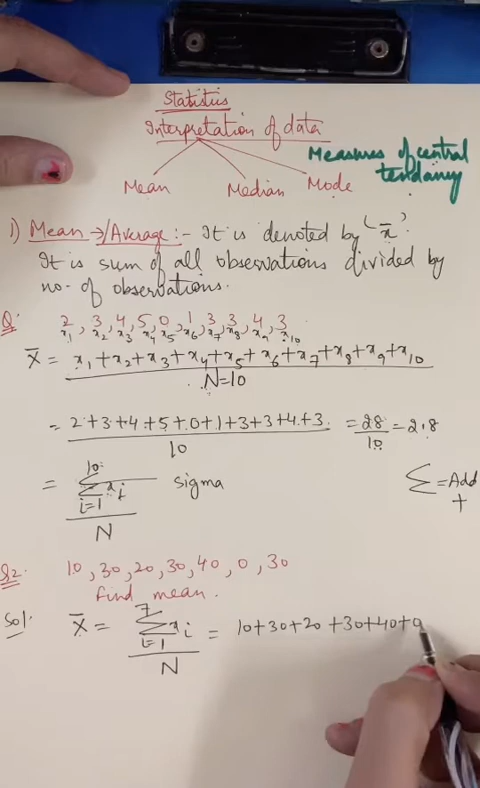 Statistics
Interpretation of data
Measures of central
tendancy
Mean Median Mode
1) Mean → / Average :- It is denoted by 'x̄'.
It is sum of all observations divided by
no. of observations.
Q: 2, 3, 4, 5, 0, 1, 3, 3, 4, 3
x₁ x₂ x₃ x₄ x₅ x₆ x₇ x₈ x₉ x₁₀
X̄ = x₁+x₂+x₃+x₄+x₅+x₆+x₇+x₈+x₉+x₁₀
N=10
= 2+3+4+5+0+1+3+3+4+3 = 28 = 2.8
10 10
10
= Σ xi sigma
i=1
N
Σ = Add
+
Q2. 10, 30, 20, 30, 40, 0, 30
find mean.
7
Sol. X̄ = Σ xi = 10+30+20+30+40+0
i=1
N